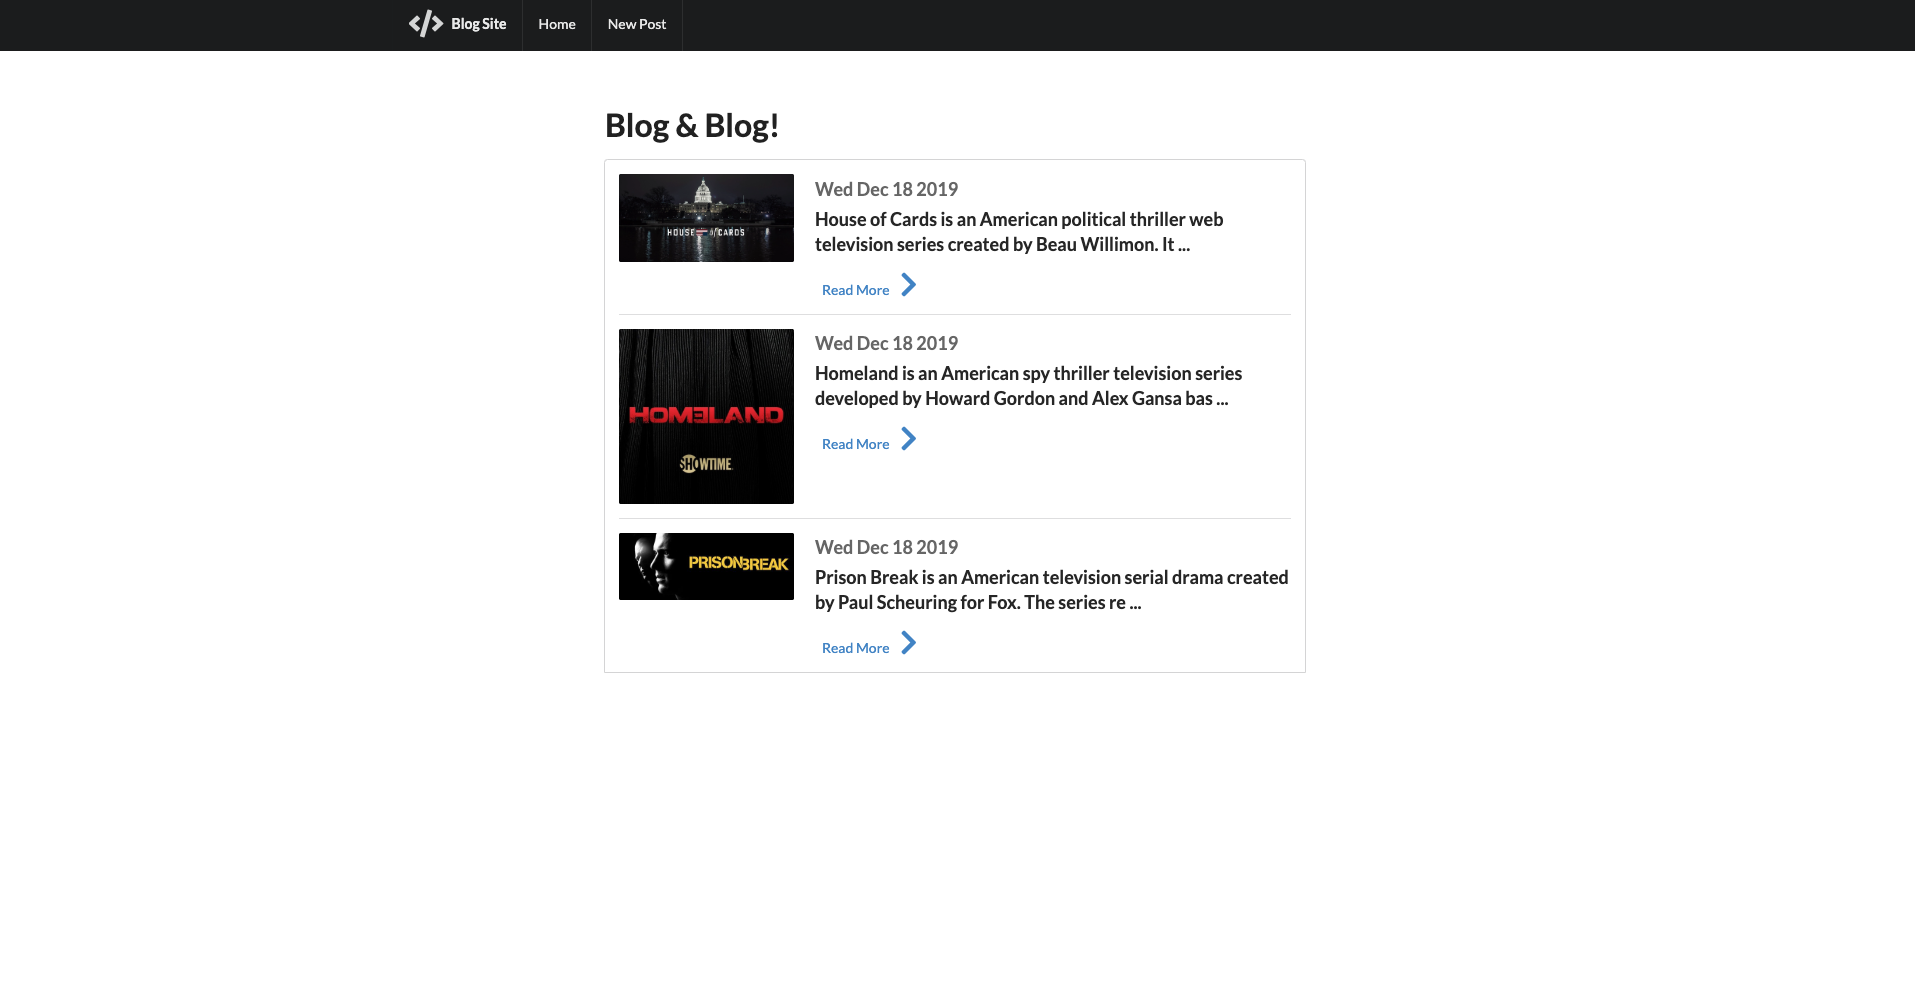 Blog Site
Home
New Post
Blog & Blog!
HOUSE of CARDS
Wed Dec 18 2019
House of Cards is an American political thriller web
television series created by Beau Willimon. It ...
Read More
HOMELAND
SHOWTIME
Wed Dec 18 2019
Homeland is an American spy thriller television series
developed by Howard Gordon and Alex Gansa bas ...
Read More
PRISON BREAK
Wed Dec 18 2019
Prison Break is an American television serial drama created
by Paul Scheuring for Fox. The series re ...
Read More